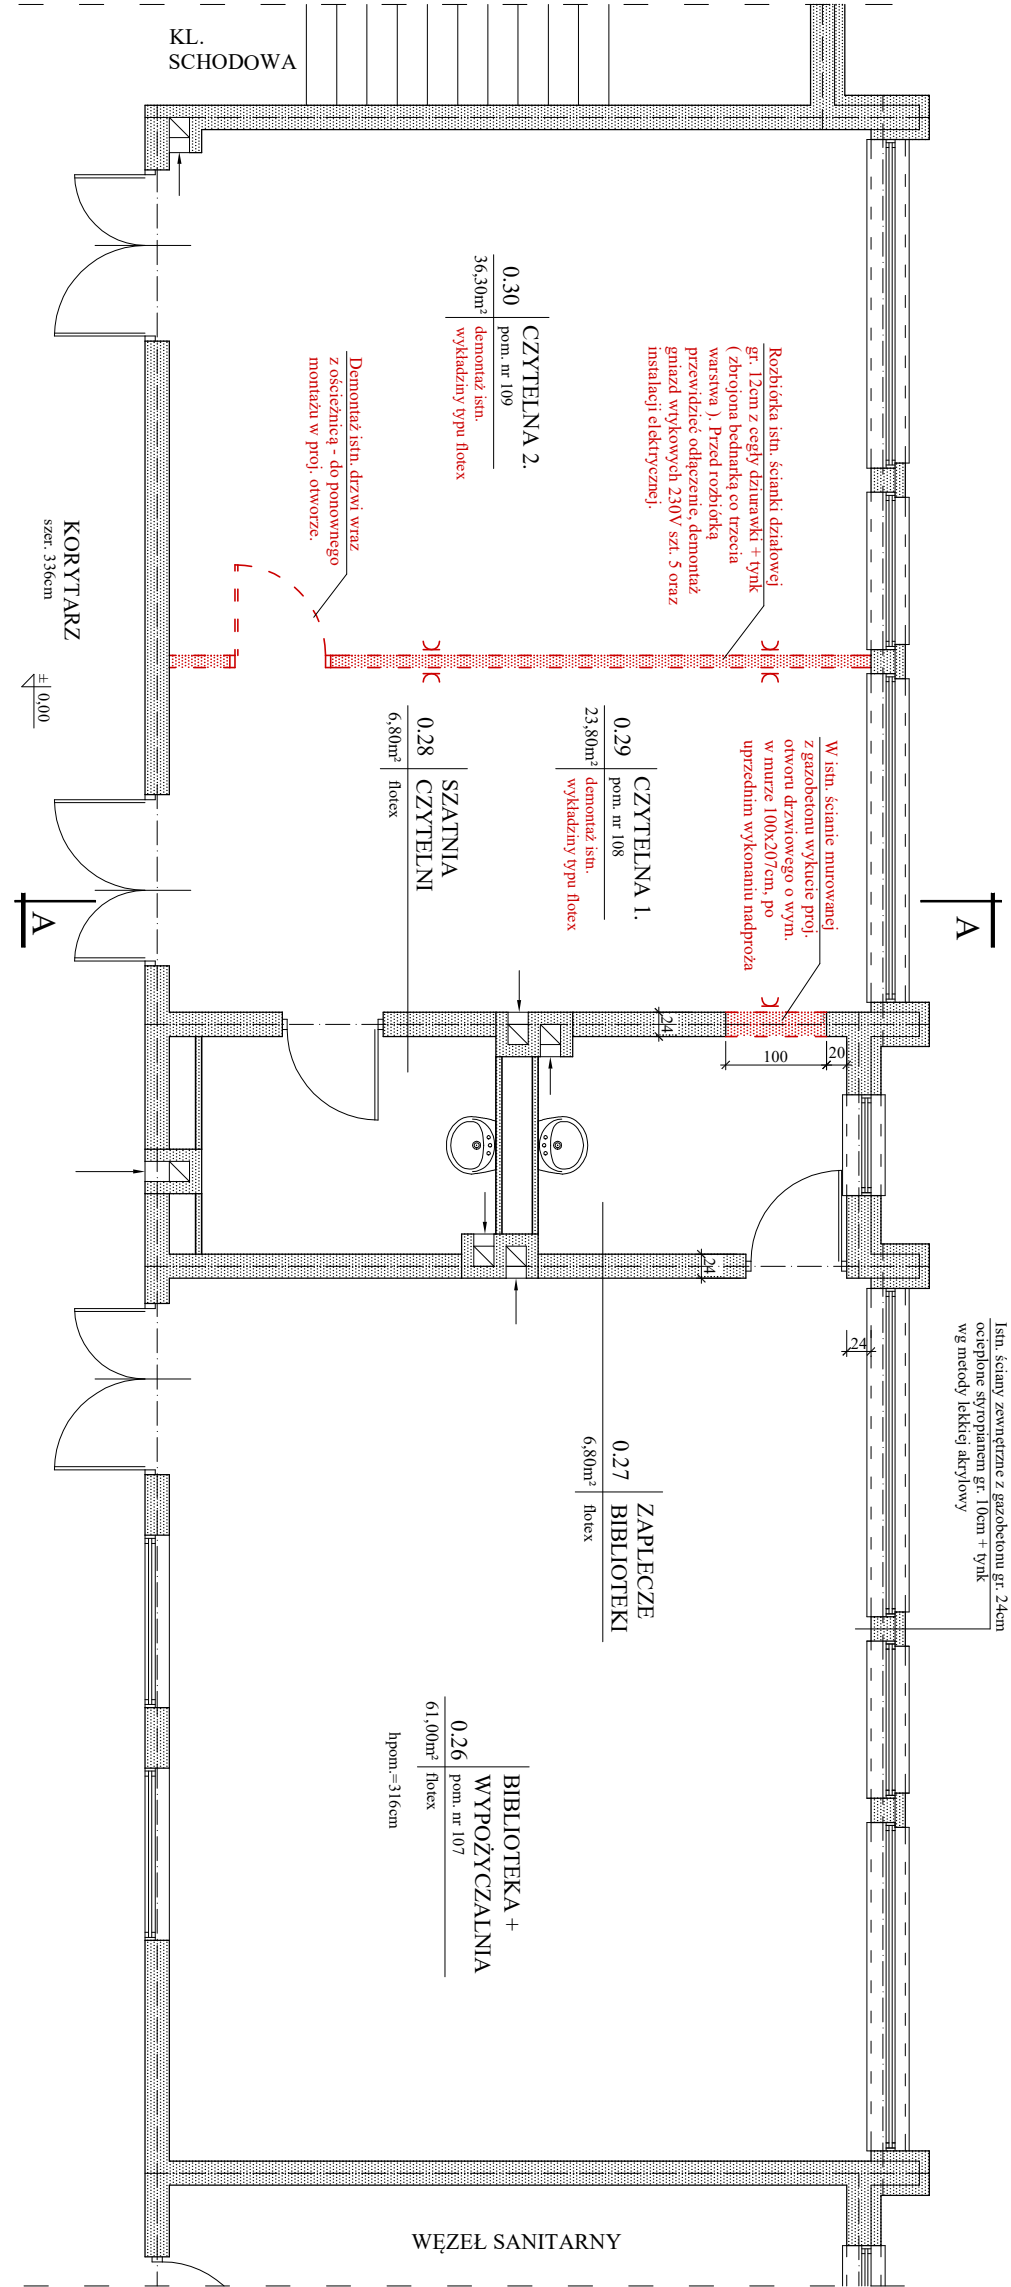 KL.
SCHODOWA
0.30
36,30m²
CZYTELNA 2.
pom. nr 109
demontaż istn.
wykładziny typu flotex
Rozbiórka istn. ścianki działowej
gr. 12cm z cegły dziurawki + tynk
( zbrojona bednarką co trzecia
warstwa ). Przed rozbiórką
przewidzieć odłączenie, demontaż
gniazd wtykowych 230V szt. 5 oraz
instalacji elektrycznej.
Demontaż istn. drzwi wraz
z ościeżnicą - do ponownego
montażu w proj. otworze.
KORYTARZ
szer. 336cm
± 0,00
0.28
6,80m²
SZATNIA
CZYTELNI
flotex
0.29
23,80m²
CZYTELNA 1.
pom. nr 108
demontaż istn.
wykładziny typu flotex
W istn. ścianie murowanej
z gazobetonu wykucie proj.
otworu drzwiowego o wym.
w murze 100x207cm, po
uprzednim wykonaniu nadproża
A
A
24
100
20
24
24
Istn. ściany zewnętrzne z gazobetonu gr. 24cm
ocieplone styropianem gr. 10cm + tynk
wg metody lekkiej akrylowy
0.27
6,80m²
ZAPLECZE
BIBLIOTEKI
flotex
0.26
61,00m²
BIBLIOTEKA +
WYPOŻYCZALNIA
pom. nr 107
flotex
hpom.=316cm
WĘZEŁ SANITARNY